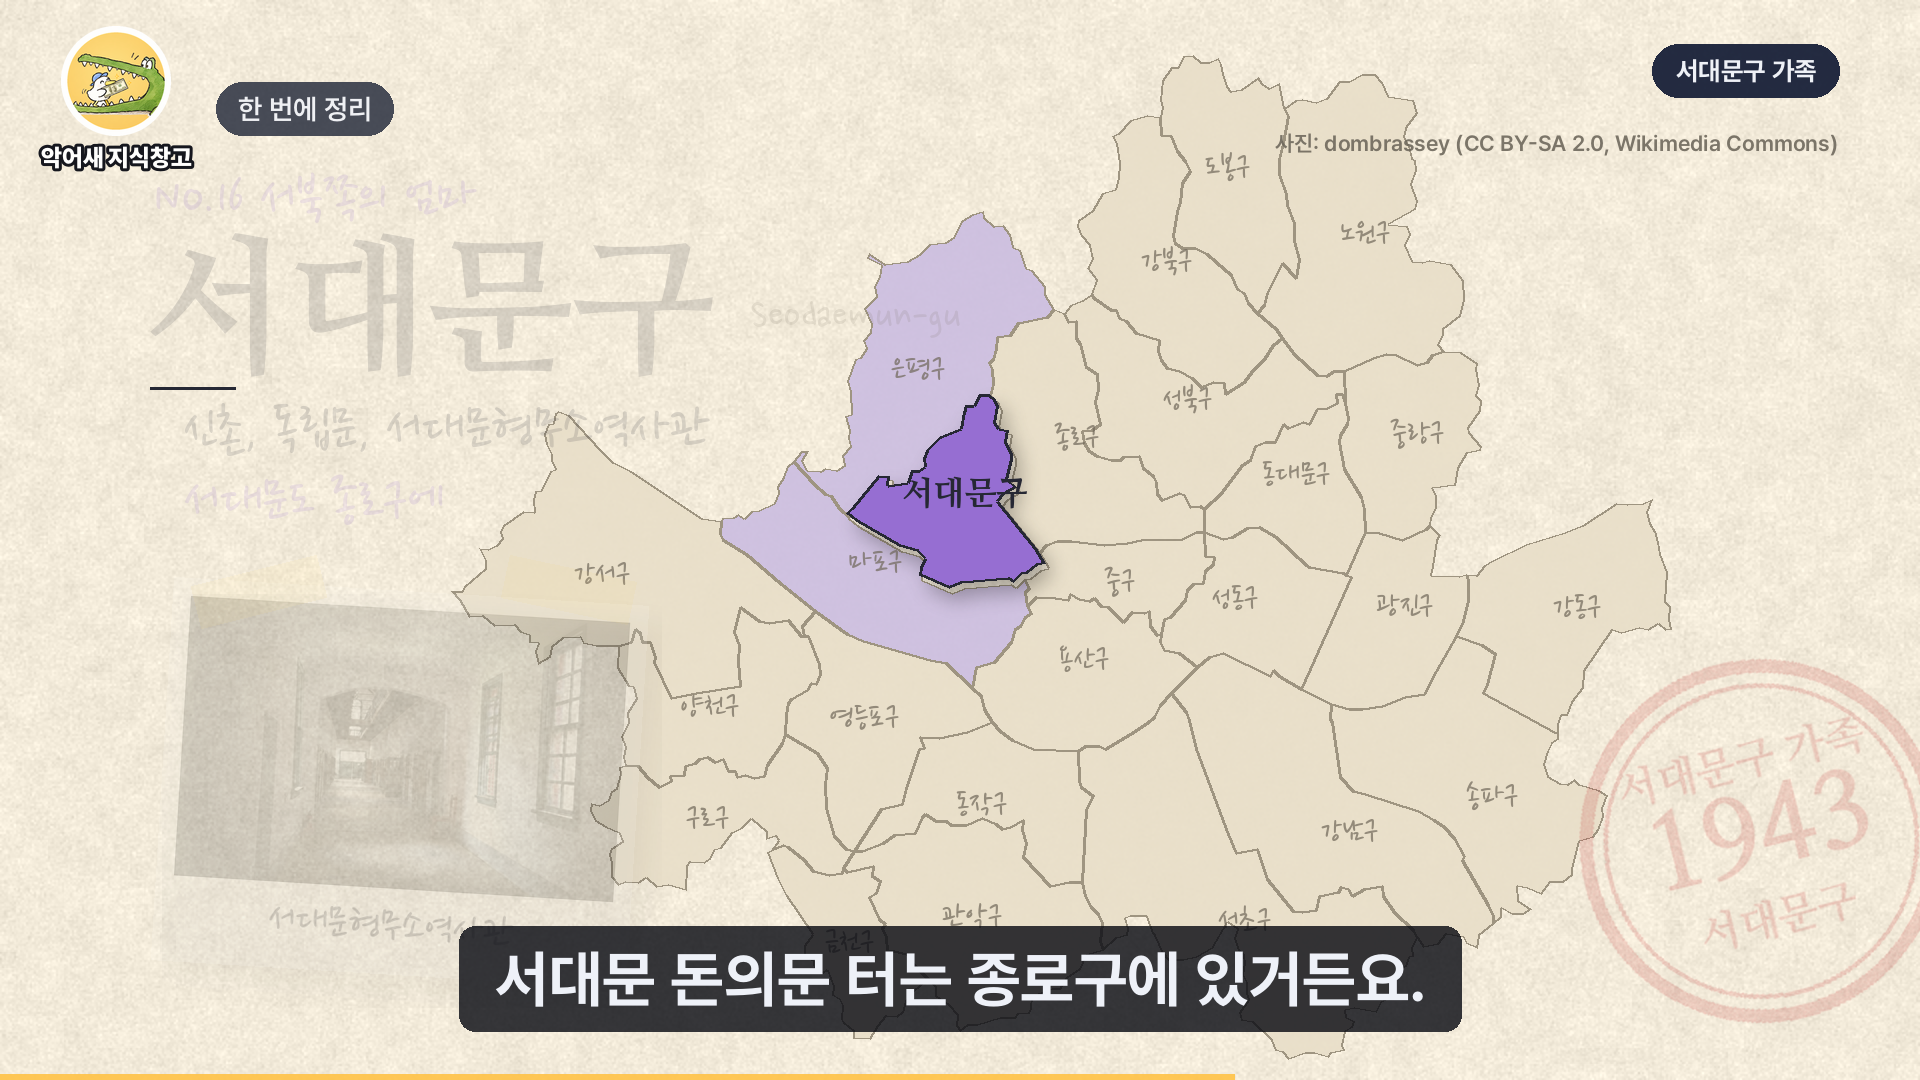 악어새 지식창고
한 번에 정리
서대문구 가족
사진: dombrassey (CC BY-SA 2.0, Wikimedia Commons)
NO.16 서북쪽의 엄마
서대문구
Seodaemun-gu
신촌, 독립문, 서대문형무소역사관
서대문도 종로구에
도봉구
노원구
강북구
은평구
성북구
종로구
중랑구
동대문구
서대문구
마포구
강서구
중구
성동구
광진구
강동구
용산구
양천구
영등포구
동작구
구로구
송파구
강남구
관악구
서초구
금천구
서대문형무소역사관
서대문구 가족
1943
서대문구
서대문 돈의문 터는 종로구에 있거든요.